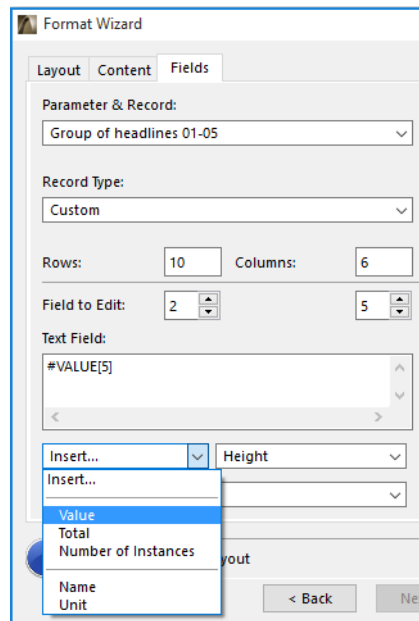 Format Wizard
Layout Content Fields
Parameter & Record:
Group of headlines 01-05
Record Type:
Custom
Rows: 10 Columns: 6
Field to Edit: 2 5
Text Field:
#VALUE[5]
Insert... Height
Insert...
Value
Total
Number of Instances
Name
Unit
yout
< Back Ne